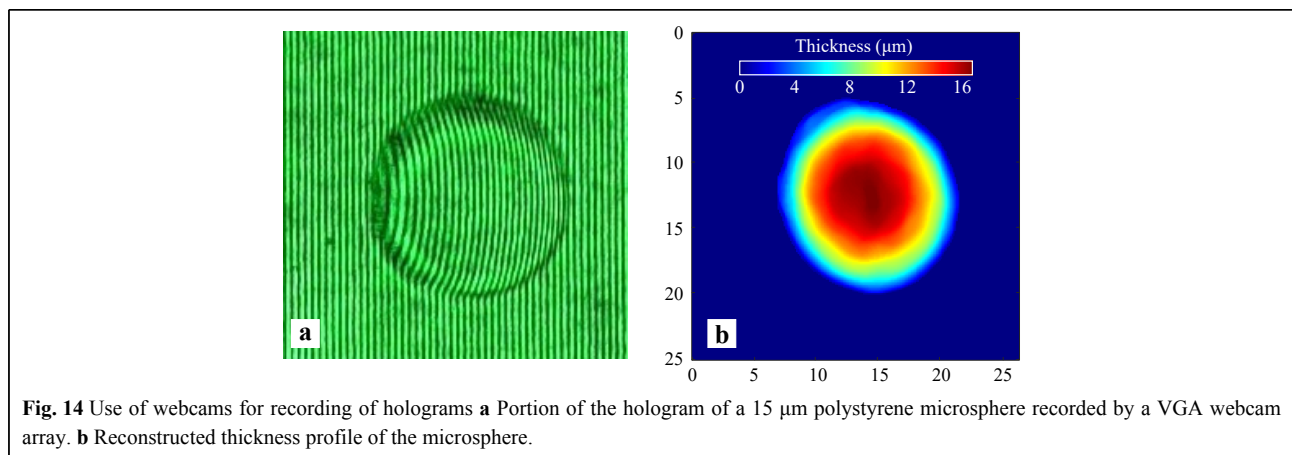 a
Thickness (μm)
0 4 8 12 16
0
5
10
15
20
25
b
0 5 10 15 20 25
Fig. 14 Use of webcams for recording of holograms a Portion of the hologram of a 15 μm polystyrene microsphere recorded by a VGA webcam
array. b Reconstructed thickness profile of the microsphere.